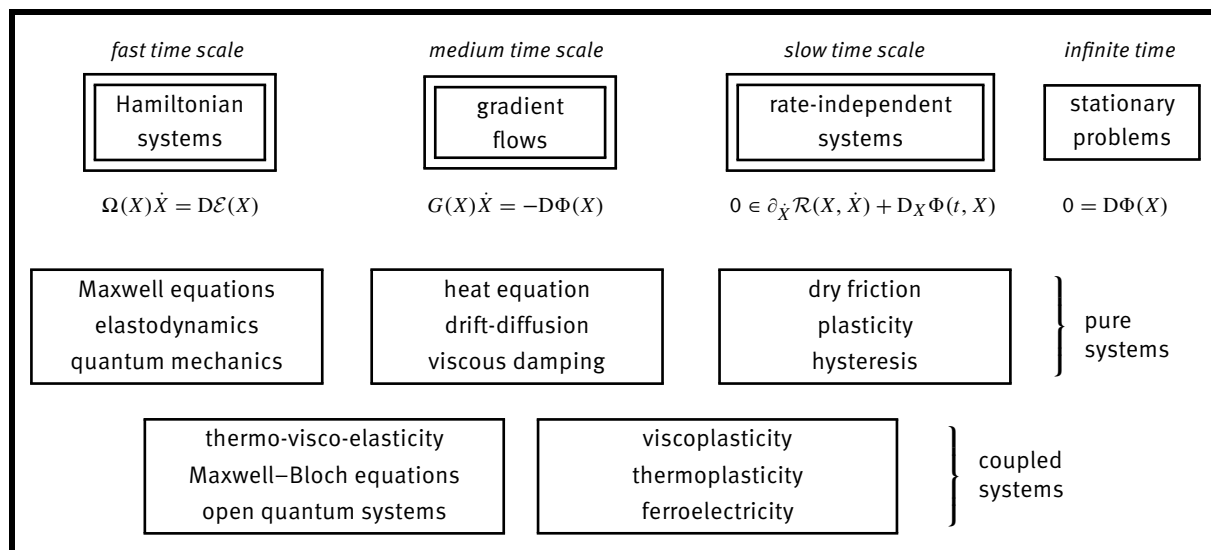 fast time scale medium time scale slow time scale infinite time
Hamiltonian gradient rate-independent stationary
systems flows systems problems
Ω(X)Ẋ = Dℰ(X) G(X)Ẋ = −DΦ(X) 0 ∈ ∂_Ẋ ℛ(X, Ẋ) + D_XΦ(t, X) 0 = DΦ(X)
Maxwell equations heat equation dry friction
elastodynamics drift-diffusion plasticity pure
quantum mechanics viscous damping hysteresis systems
thermo-visco-elasticity viscoplasticity
Maxwell–Bloch equations thermoplasticity coupled
open quantum systems ferroelectricity systems